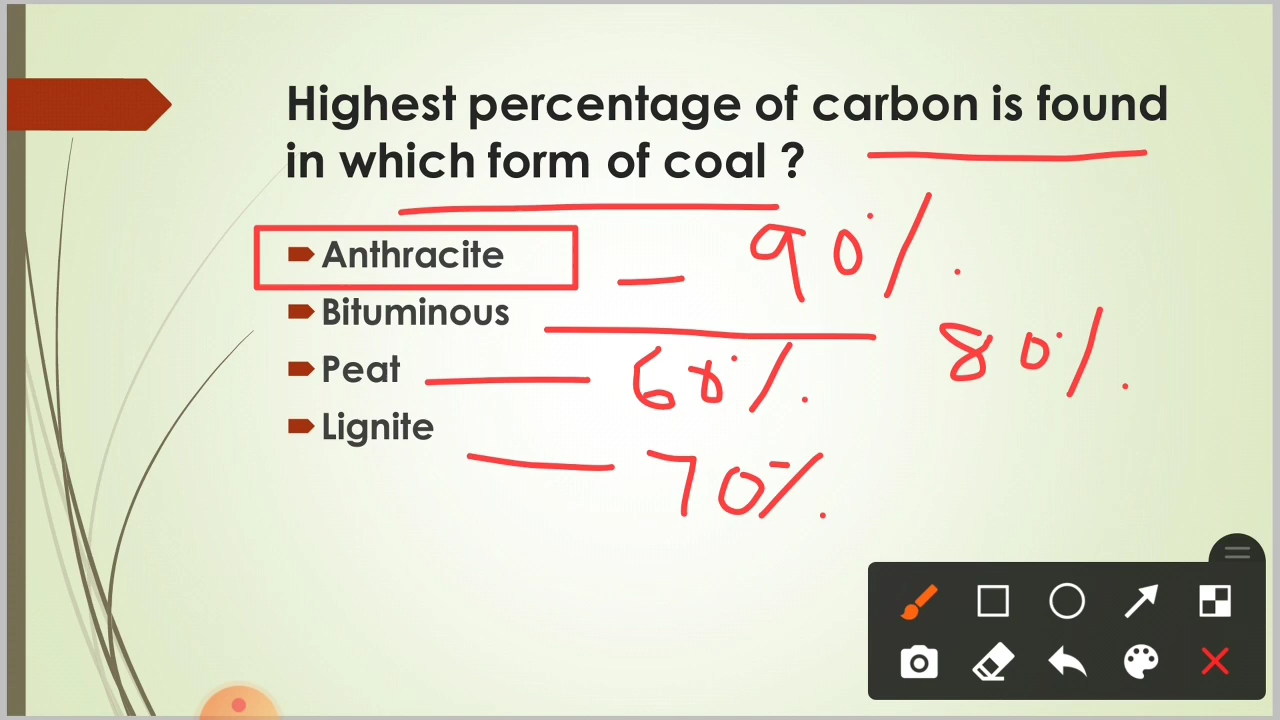 Highest percentage of carbon is found
in which form of coal ?
Anthracite — 90%.
Bituminous — 80%.
Peat — 60%.
Lignite — 70%.